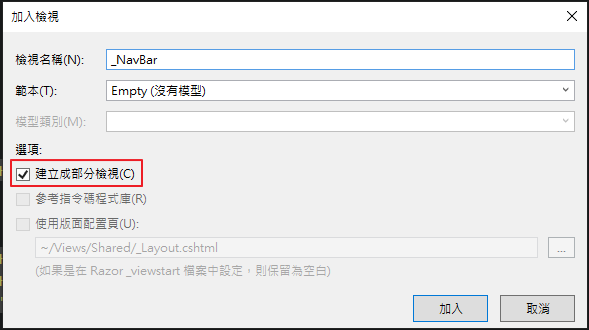 加入檢視
檢視名稱(N): _NavBar
範本(T): Empty (沒有模型)
模型類別(M):
選項:
建立成部分檢視(C)
參考指令碼程式庫(R)
使用版面配置頁(U):
~/Views/Shared/_Layout.cshtml ...
(如果是在 Razor _viewstart 檔案中設定，則保留為空白)
加入 取消